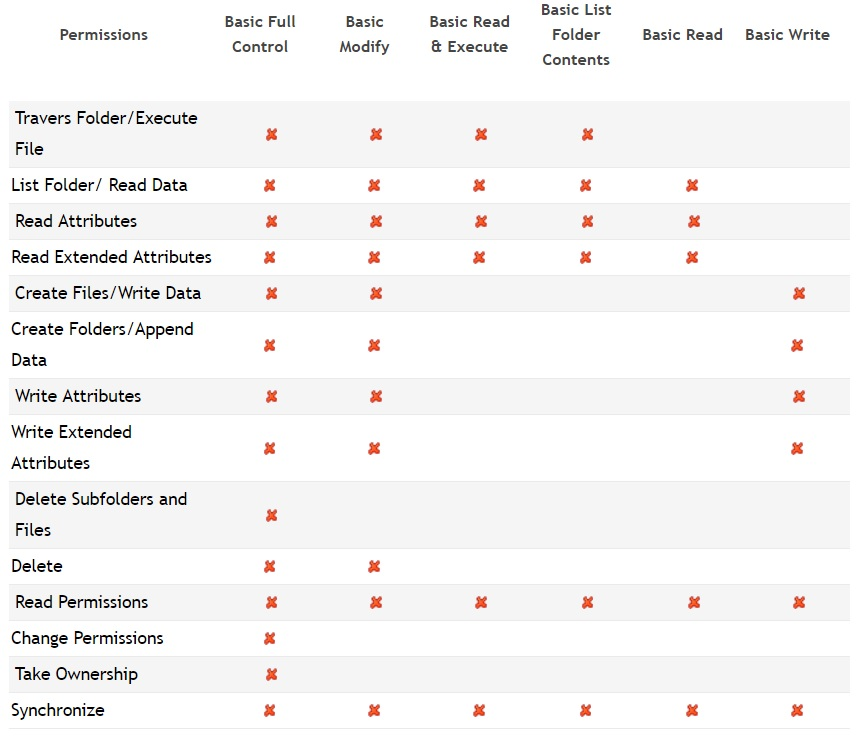 Permissions
Basic Full
Control
Basic
Modify
Basic Read
& Execute
Basic List
Folder
Contents
Basic Read
Basic Write
Travers Folder/Execute
File
List Folder/ Read Data
Read Attributes
Read Extended Attributes
Create Files/Write Data
Create Folders/Append
Data
Write Attributes
Write Extended
Attributes
Delete Subfolders and
Files
Delete
Read Permissions
Change Permissions
Take Ownership
Synchronize